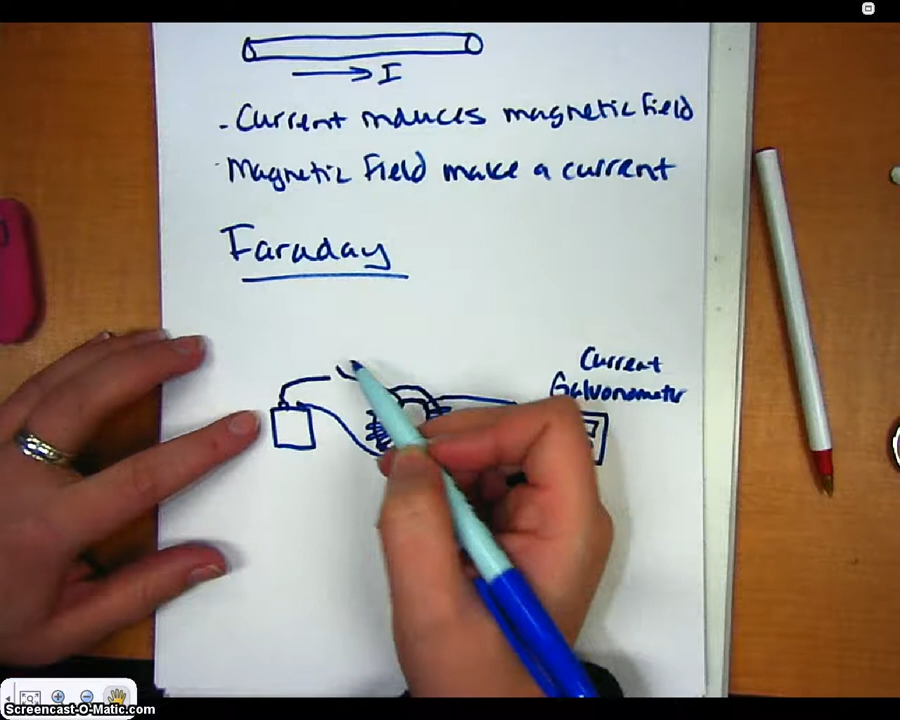 I
- Current induces magnetic Field
- Magnetic Field make a current
Faraday
Current
Galvonometer
Screencast-O-Matic.com